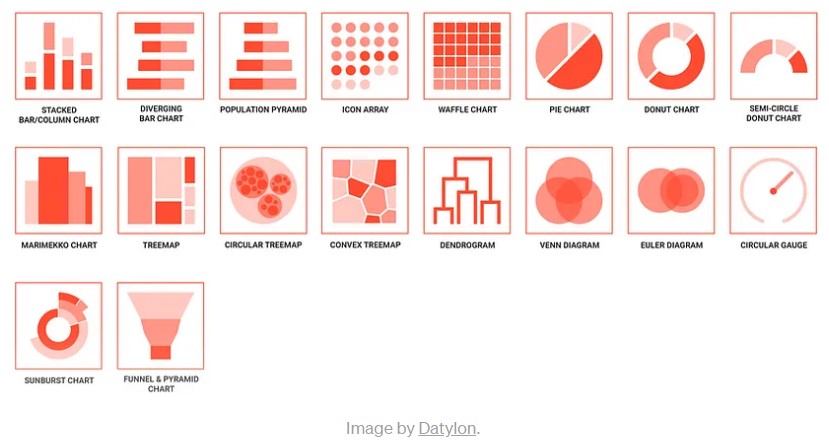 STACKED
BAR/COLUMN CHART
DIVERGING
BAR CHART
POPULATION PYRAMID
ICON ARRAY
WAFFLE CHART
PIE CHART
DONUT CHART
SEMI-CIRCLE
DONUT CHART
MARIMEKKO CHART
TREEMAP
CIRCULAR TREEMAP
CONVEX TREEMAP
DENDROGRAM
VENN DIAGRAM
EULER DIAGRAM
CIRCULAR GAUGE
SUNBURST CHART
FUNNEL & PYRAMID
CHART
Image by Datylon.